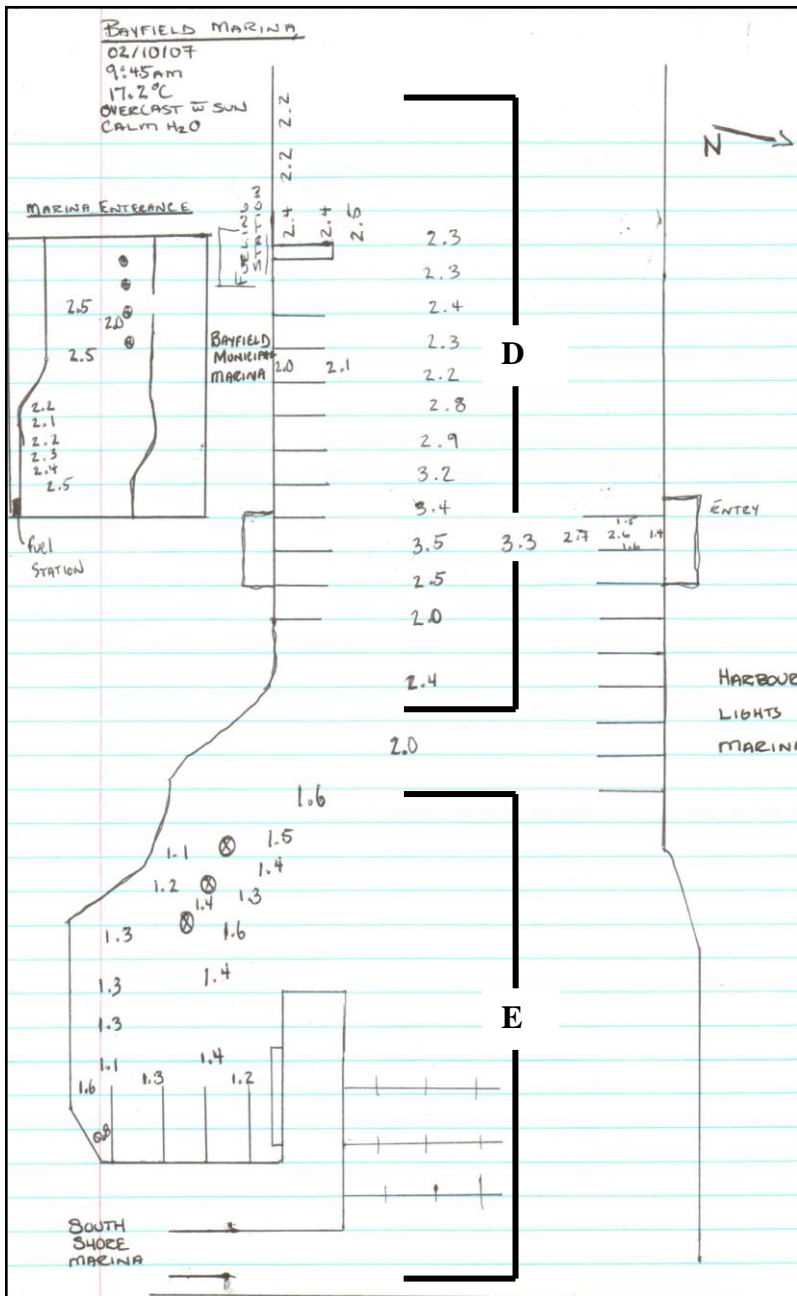 BAYFIELD MARINA
02/10/07
9:45AM
17.2°C
OVERCAST w̄ SUN
CALM H₂O
N
MARINA ENTERANCE
2.5
2.0
2.5
2.2
2.1
2.2
2.3
2.4
2.5
fuel
STATION
2.2
2.2
FUELING
STATION
2.4
2.4
2.5
BAYFIELD
MUNICIPAL
MARINA
2.0 2.1
2.3
2.3
2.4
2.3
2.2
2.8
2.9
3.2
3.4
3.5 3.3 2.7 2.6 1.4
1.5
1.6
2.5
2.0
2.4
2.0
D
ENTRY
HARBOUR
LIGHTS
MARINA
1.6
1.1 1.5
1.4
1.2 1.3
1.4
1.3 1.6
1.4
1.3
1.3
1.1 1.4
1.6 1.3 1.2
0.8
E
SOUTH
SHORE
MARINA